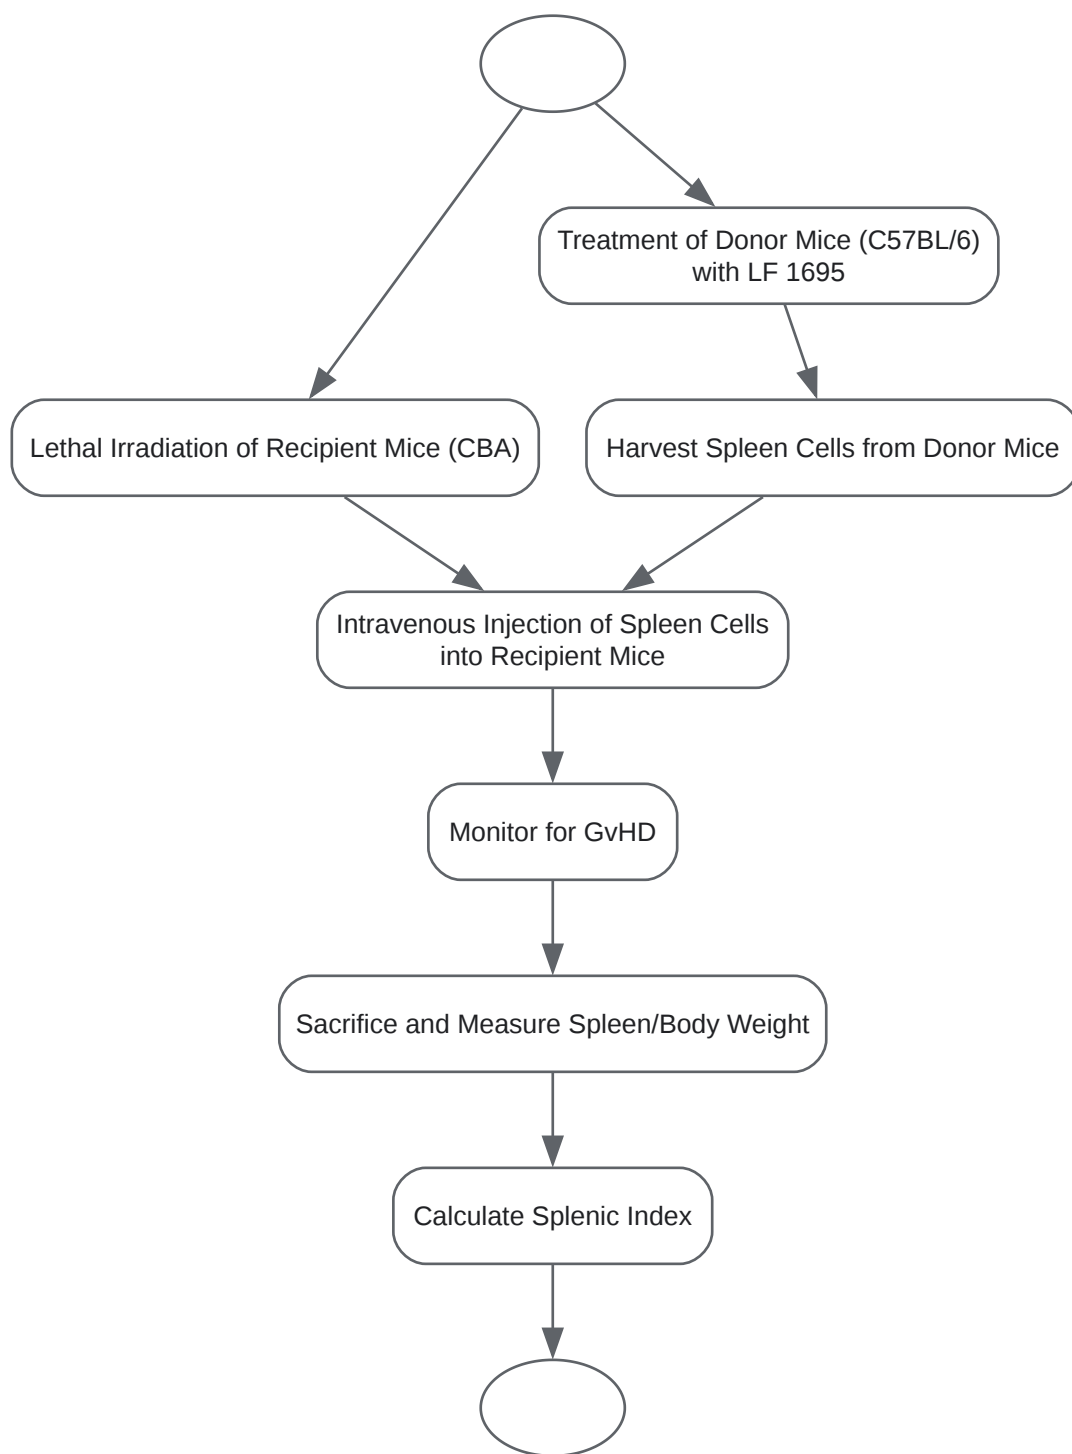 Treatment of Donor Mice (C57BL/6)
with LF 1695
Lethal Irradiation of Recipient Mice (CBA)
Harvest Spleen Cells from Donor Mice
Intravenous Injection of Spleen Cells
into Recipient Mice
Monitor for GvHD
Sacrifice and Measure Spleen/Body Weight
Calculate Splenic Index